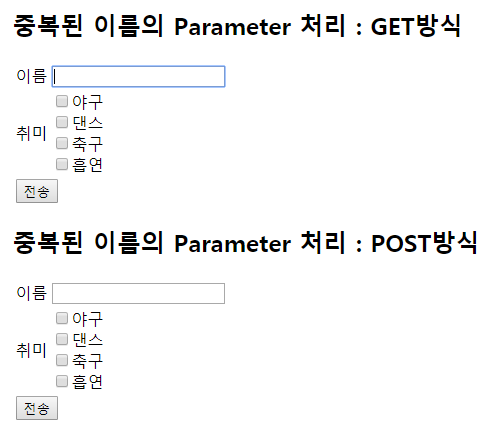 중복된 이름의 Parameter 처리 : GET방식
이름
야구
댄스
취미
축구
흡연
전송
중복된 이름의 Parameter 처리 : POST방식
이름
야구
댄스
취미
축구
흡연
전송